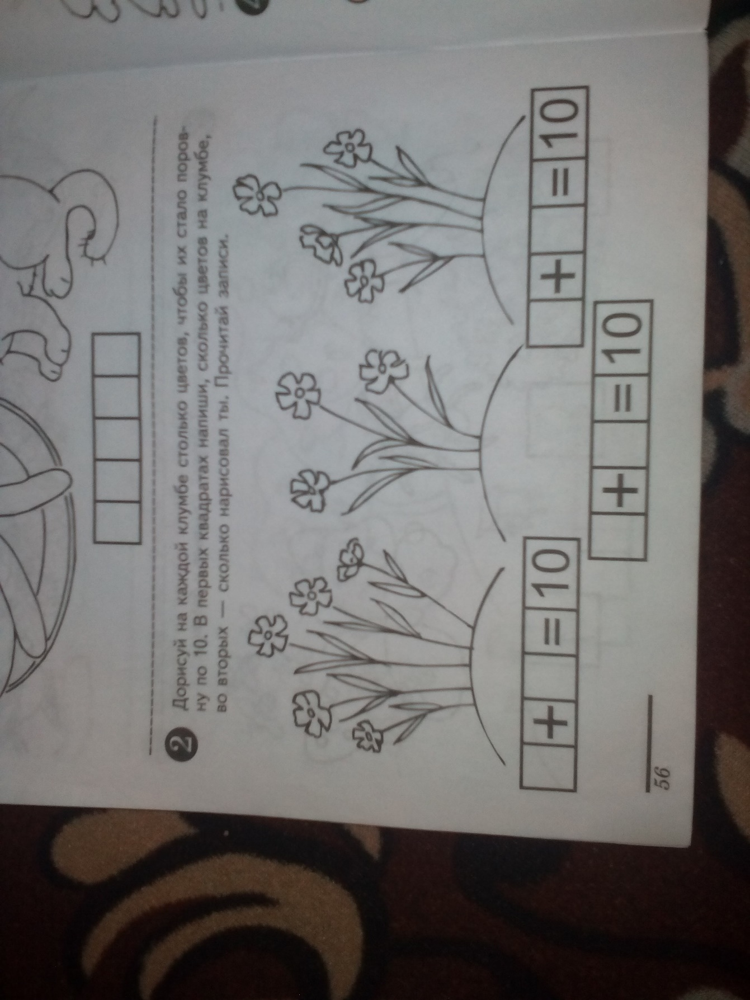 2 Дорисуй на каждой клумбе столько цветов, чтобы их стало поров-
ну по 10. В первых квадратах напиши, сколько цветов на клумбе,
во вторых — сколько нарисовал ты. Прочитай записи.
+ = 10
+ = 10
+ = 10
56